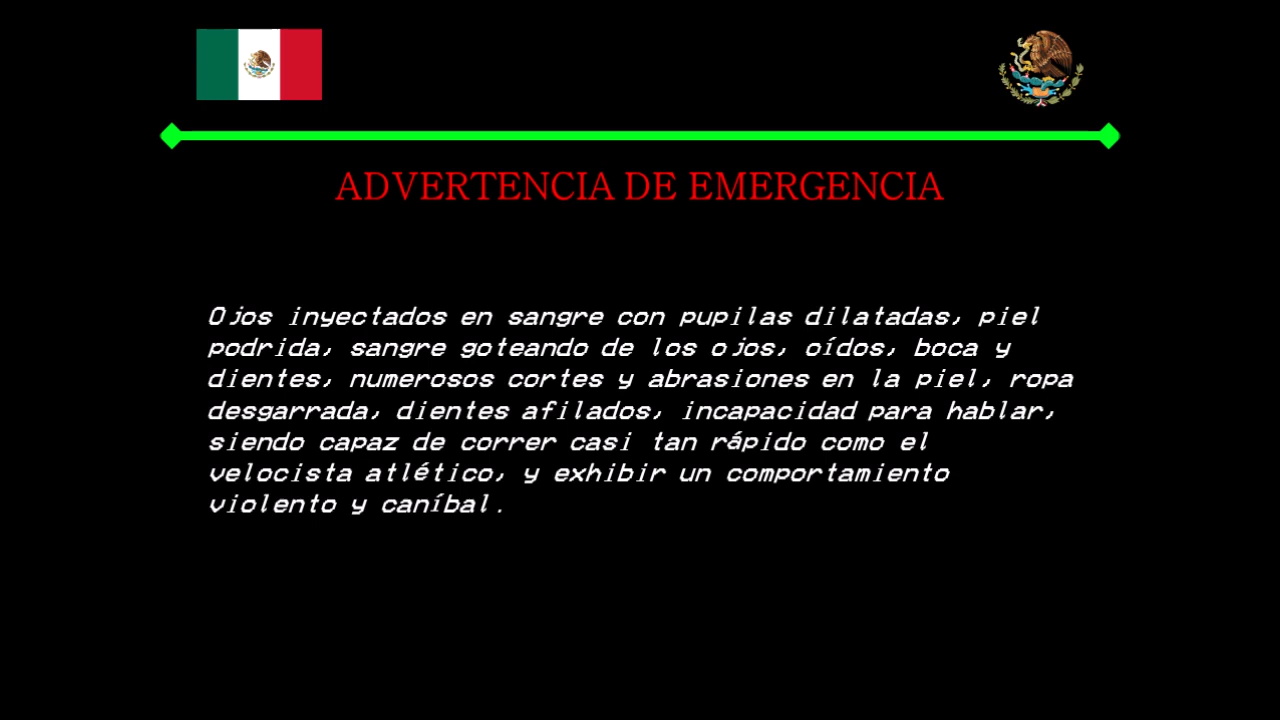 ADVERTENCIA DE EMERGENCIA
Ojos inyectados en sangre con pupilas dilatadas, piel
podrida, sangre goteando de los ojos, oídos, boca y
dientes, numerosos cortes y abrasiones en la piel, ropa
desgarrada, dientes afilados, incapacidad para hablar,
siendo capaz de correr casi tan rápido como el
velocista atlético, y exhibir un comportamiento
violento y caníbal.